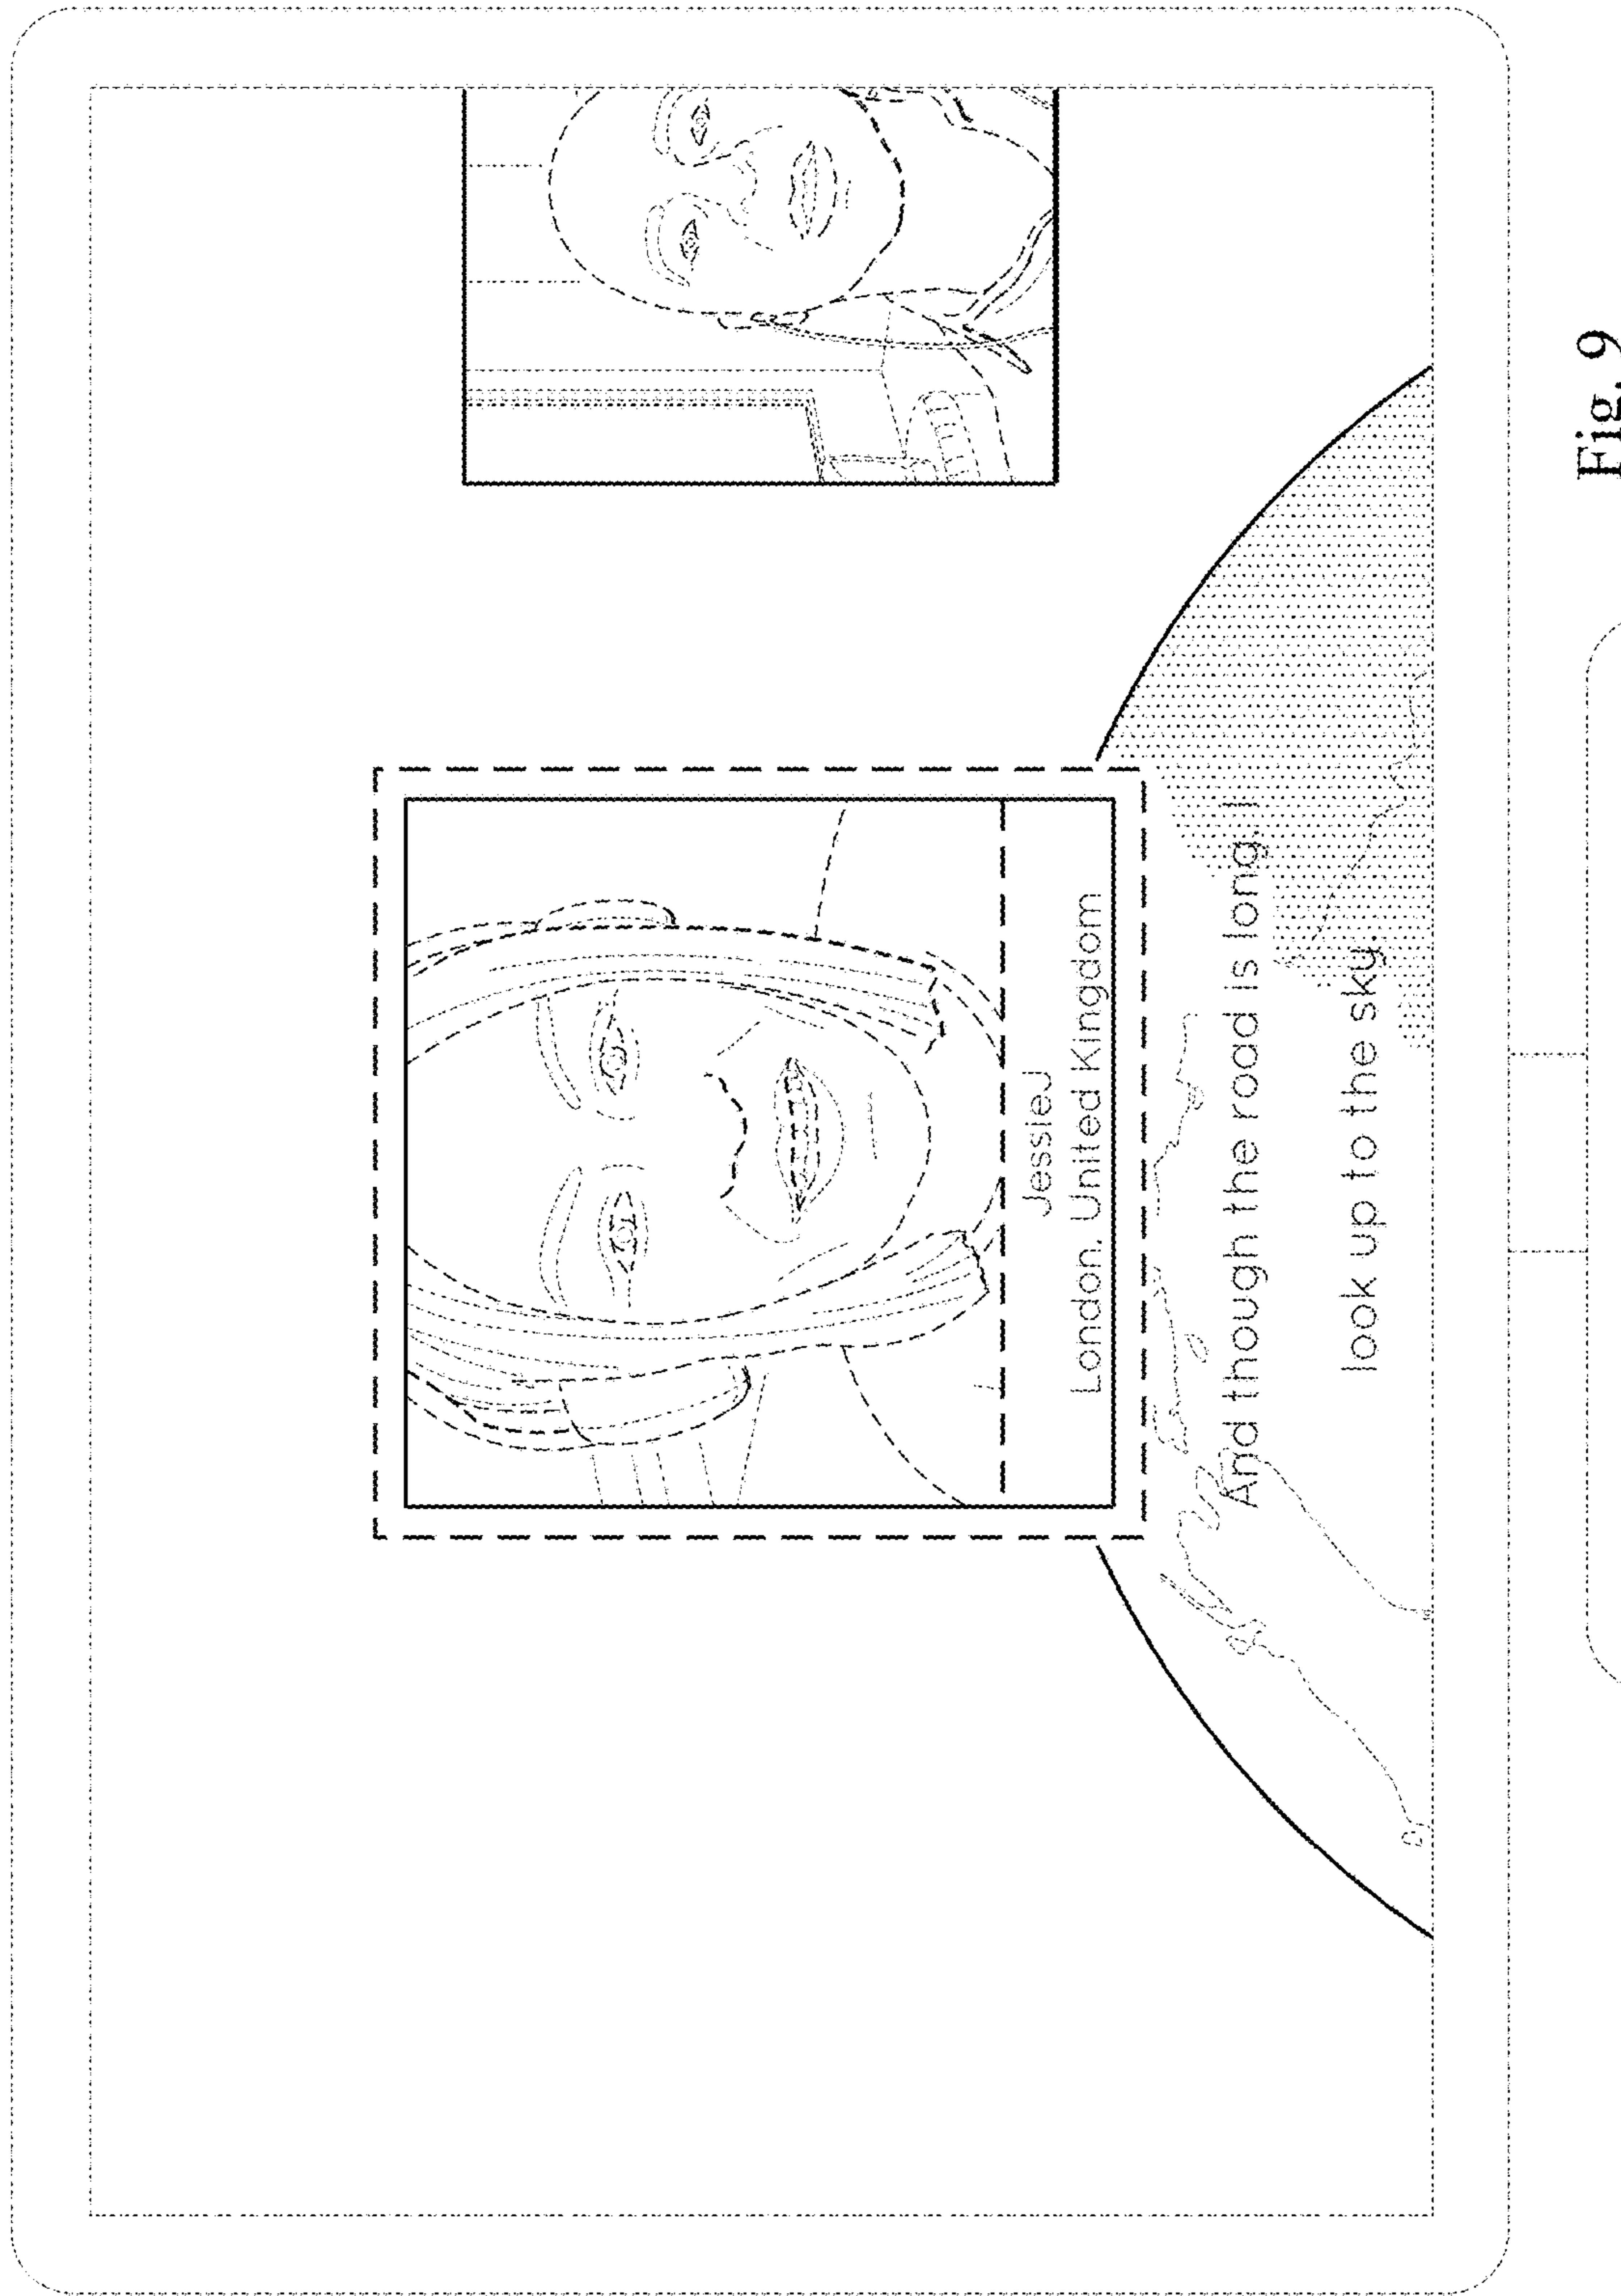 JessieJ
London, United Kingdom
And though the road is long, I
look up to the sky.
Fig. 9